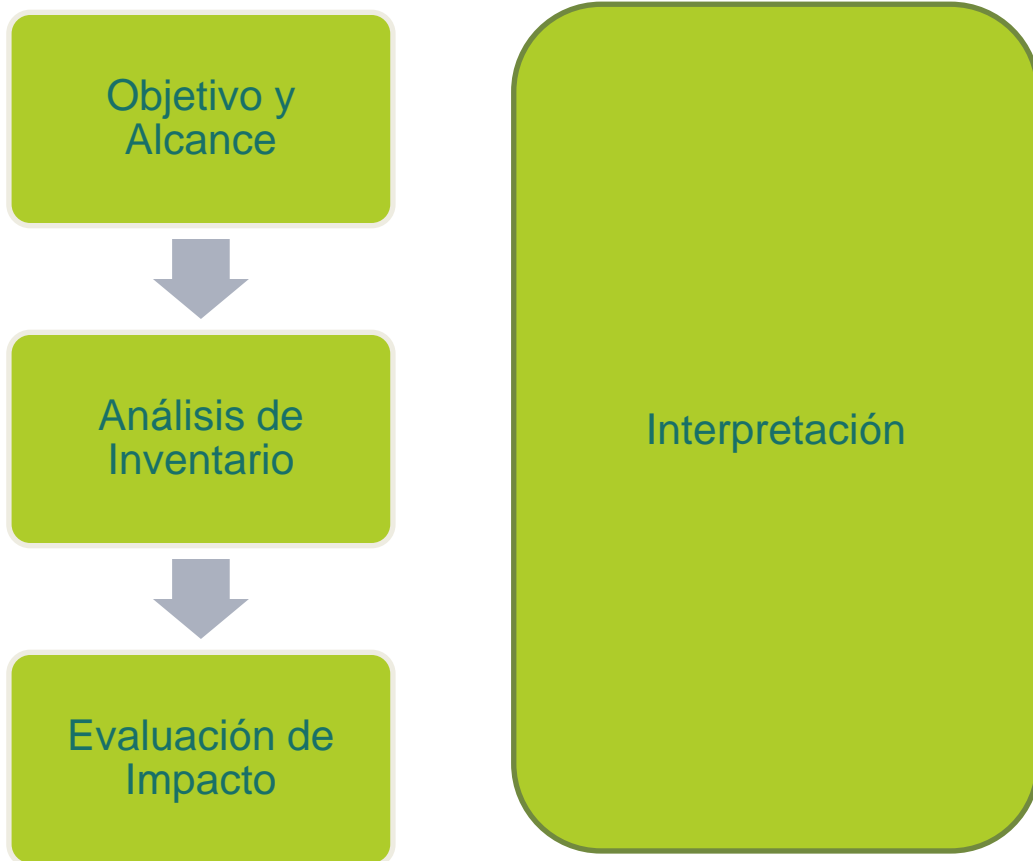 Objetivo y
Alcance
Análisis de
Inventario
Evaluación de
Impacto
Interpretación